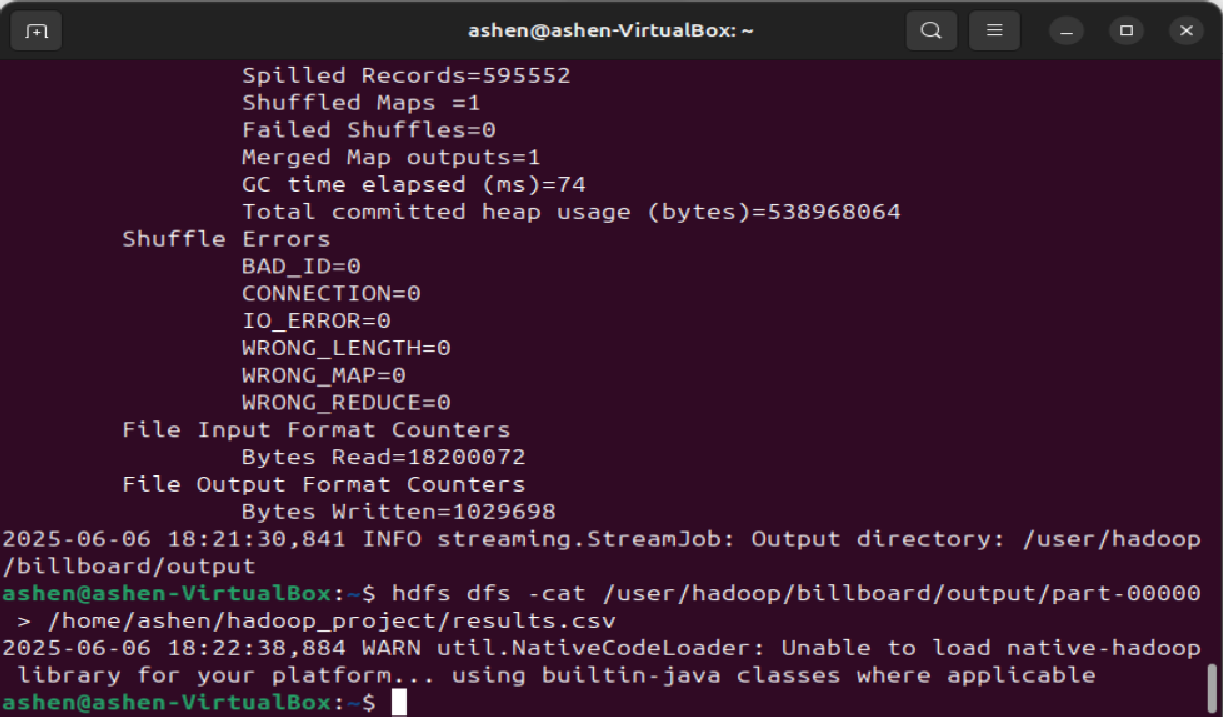 ashen@ashen-VirtualBox: ~
Spilled Records=595552
Shuffled Maps =1
Failed Shuffles=0
Merged Map outputs=1
GC time elapsed (ms)=74
Total committed heap usage (bytes)=538968064
Shuffle Errors
BAD_ID=0
CONNECTION=0
IO_ERROR=0
WRONG_LENGTH=0
WRONG_MAP=0
WRONG_REDUCE=0
File Input Format Counters
Bytes Read=18200072
File Output Format Counters
Bytes Written=1029698
2025-06-06 18:21:30,841 INFO streaming.StreamJob: Output directory: /user/hadoop
/billboard/output
ashen@ashen-VirtualBox:~$ hdfs dfs -cat /user/hadoop/billboard/output/part-00000
 > /home/ashen/hadoop_project/results.csv
2025-06-06 18:22:38,884 WARN util.NativeCodeLoader: Unable to load native-hadoop
 library for your platform... using builtin-java classes where applicable
ashen@ashen-VirtualBox:~$